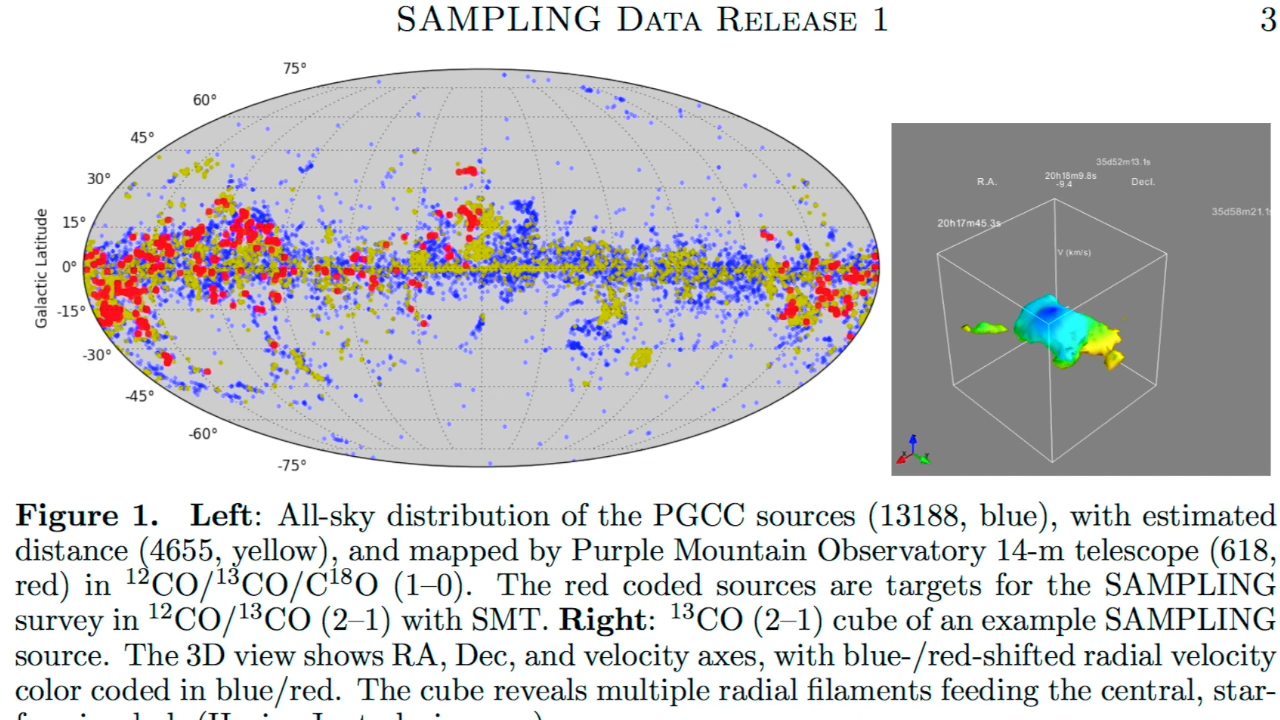 SAMPLING DATA RELEASE 1 3
75°
60°
45°
30°
15°
0°
-15°
-30°
-45°
-60°
-75°
Galactic Latitude
35d52m13.1s
R.A. 20h18m9.8s Decl.
-9.4
35d58m21.1s
20h17m45.3s
V (km/s)
Figure 1. Left: All-sky distribution of the PGCC sources (13188, blue), with estimated
distance (4655, yellow), and mapped by Purple Mountain Observatory 14-m telescope (618,
red) in ¹²CO/¹³CO/C¹⁸O (1–0). The red coded sources are targets for the SAMPLING
survey in ¹²CO/¹³CO (2–1) with SMT. Right: ¹³CO (2–1) cube of an example SAMPLING
source. The 3D view shows RA, Dec, and velocity axes, with blue-/red-shifted radial velocity
color coded in blue/red. The cube reveals multiple radial filaments feeding the central, star-